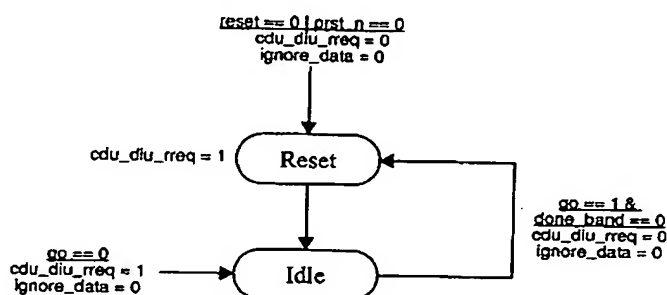 reset == 0 | prst_n == 0
cdu_diu_rreq = 0
ignore_data = 0
cdu_diu_rreq = 1
Reset
go == 1 &
done_band == 0
cdu_diu_rreq = 0
ignore_data = 0
go == 0
cdu_diu_rreq = 1
ignore_data = 0
Idle